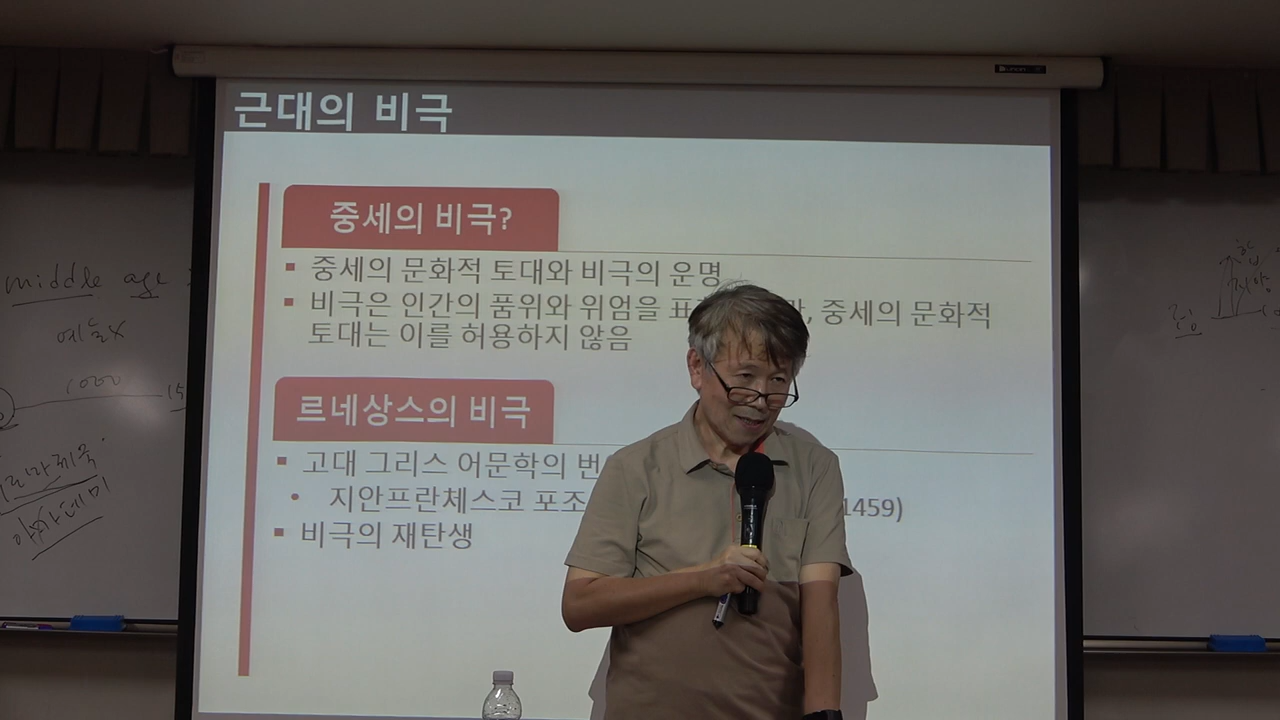 근대의 비극
중세의 비극?
중세의 문화적 토대와 비극의 운명
비극은 인간의 품위와 위엄을 , 중세의 문화적
토대는 이를 허용하지 않음
르네상스의 비극
고대 그리스 어문학의
지안프란체스코 포조 1459)
비극의 재탄생
middle age
예술X
1000
15
아카데미